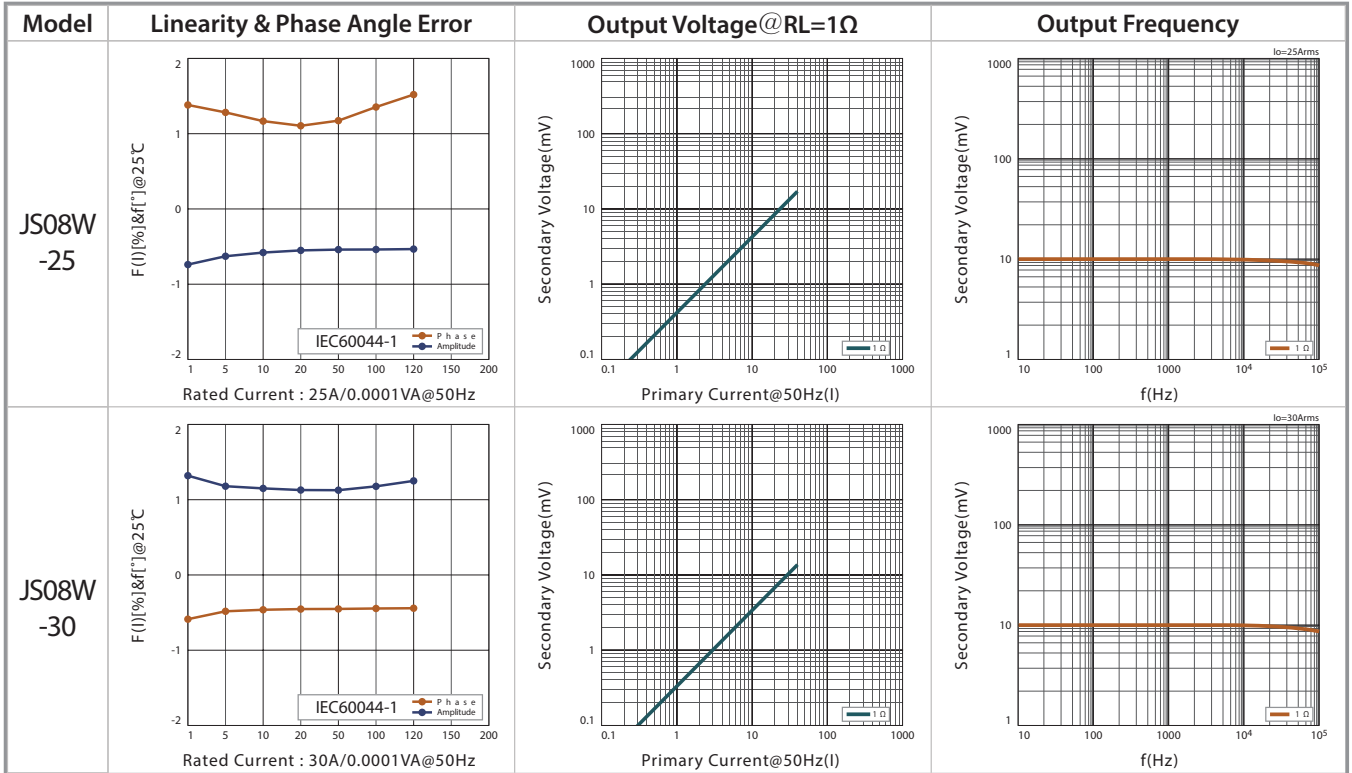 Model
Linearity & Phase Angle Error
Output Voltage@RL=1Ω
Output Frequency
JS08W
-25
F(I)[%]&f[°]@25℃
2
1
0
-1
-2
IEC60044-1
Phase
Amplitude
1 5 10 20 50 100 120 150 200
Rated Current : 25A/0.0001VA@50Hz
Secondary Voltage(mV)
1000
100
10
1
0.1
1 Ω
0.1 1 10 100 1000
Primary Current@50Hz(I)
Io=25Arms
Secondary Voltage(mV)
1000
100
10
1
1 Ω
10 100 1000 10⁴ 10⁵
f(Hz)
JS08W
-30
F(I)[%]&f[°]@25℃
2
1
0
-1
-2
IEC60044-1
Phase
Amplitude
1 5 10 20 50 100 120 150 200
Rated Current : 30A/0.0001VA@50Hz
Secondary Voltage(mV)
1000
100
10
1
0.1
1 Ω
0.1 1 10 100 1000
Primary Current@50Hz(I)
Io=30Arms
Secondary Voltage(mV)
1000
100
10
1
1 Ω
10 100 1000 10⁴ 10⁵
f(Hz)